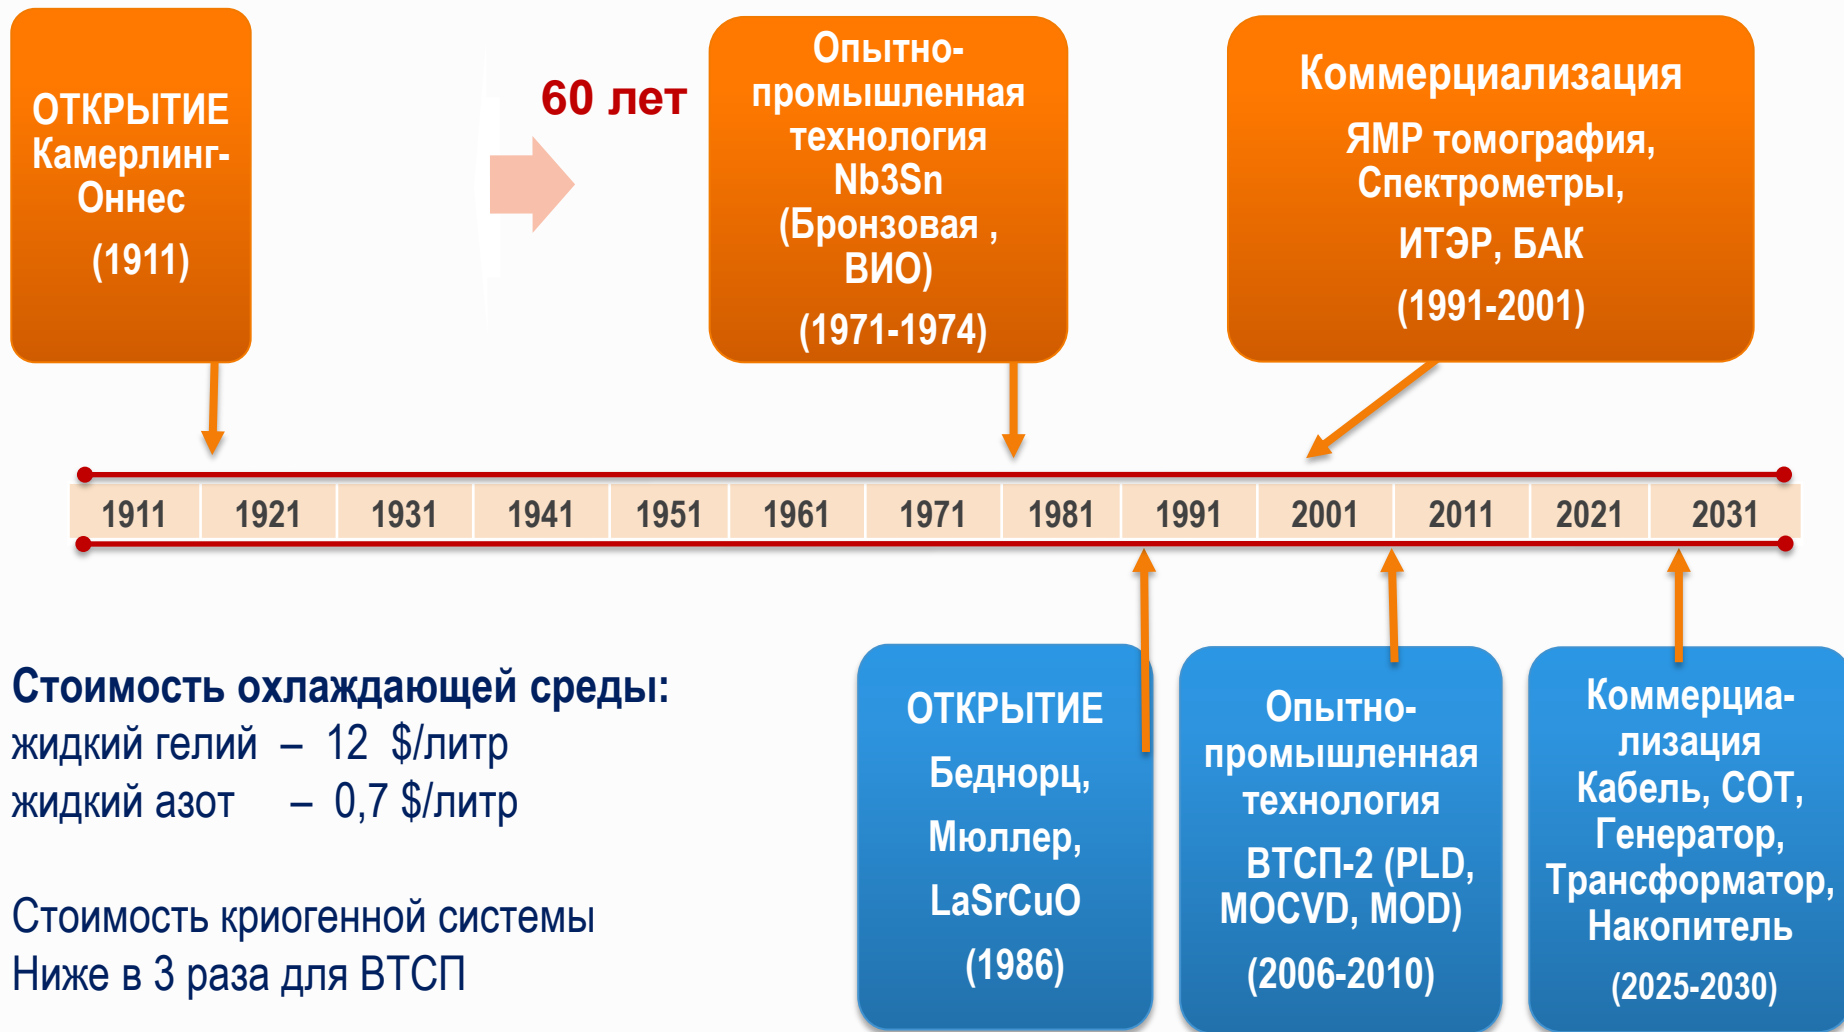 ОТКРЫТИЕ
Камерлинг-
Оннес
(1911)
60 лет
Опытно-
промышленная
технология
Nb3Sn
(Бронзовая ,
ВИО)
(1971-1974)
Коммерциализация
ЯМР томография,
Спектрометры,
ИТЭР, БАК
(1991-2001)
1911 1921 1931 1941 1951 1961 1971 1981 1991 2001 2011 2021 2031
Стоимость охлаждающей среды:
жидкий гелий – 12 $/литр
жидкий азот – 0,7 $/литр
Стоимость криогенной системы
Ниже в 3 раза для ВТСП
ОТКРЫТИЕ
Беднорц,
Мюллер,
LaSrCuO
(1986)
Опытно-
промышленная
технология
ВТСП-2 (PLD,
MOCVD, MOD)
(2006-2010)
Коммерциа-
лизация
Кабель, СОТ,
Генератор,
Трансформатор,
Накопитель
(2025-2030)